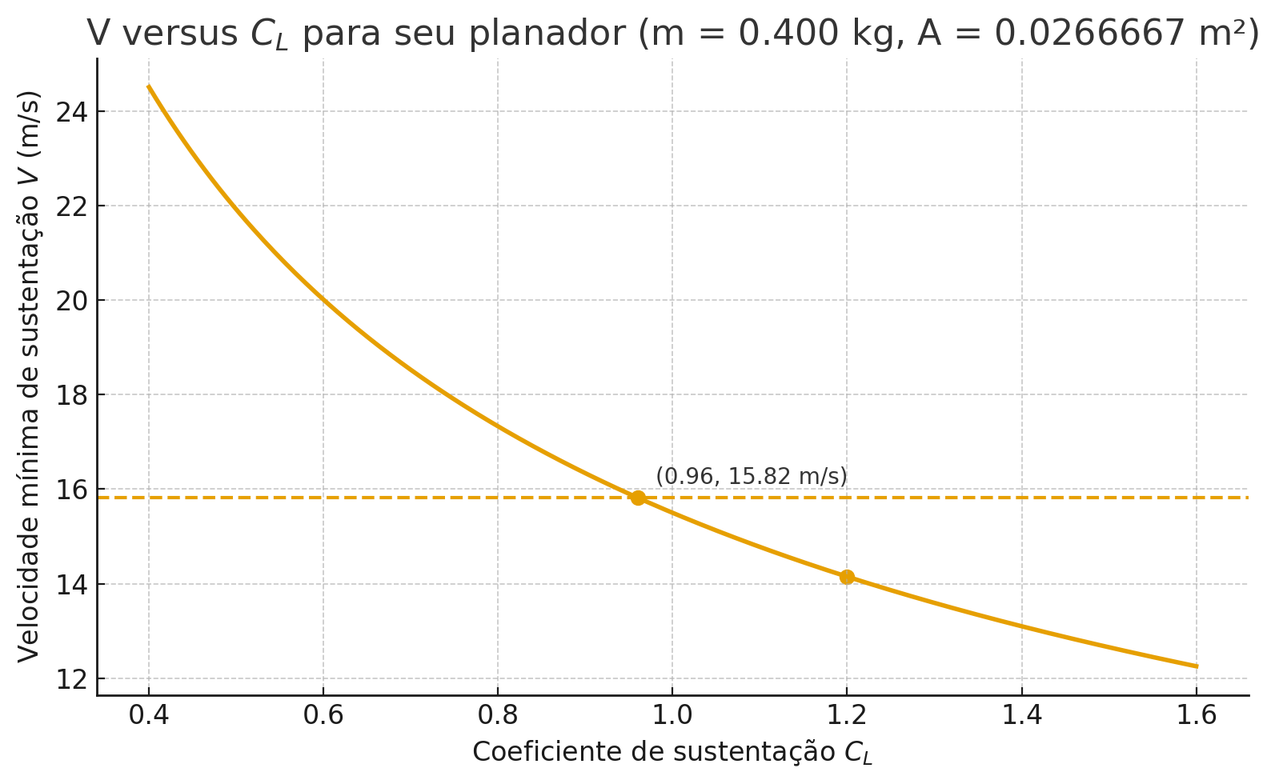 V versus C_L para seu planador (m = 0.400 kg, A = 0.0266667 m²)
Velocidade mínima de sustentação V (m/s)
24
22
20
18
16
14
12
(0.96, 15.82 m/s)
0.4 0.6 0.8 1.0 1.2 1.4 1.6
Coeficiente de sustentação C_L